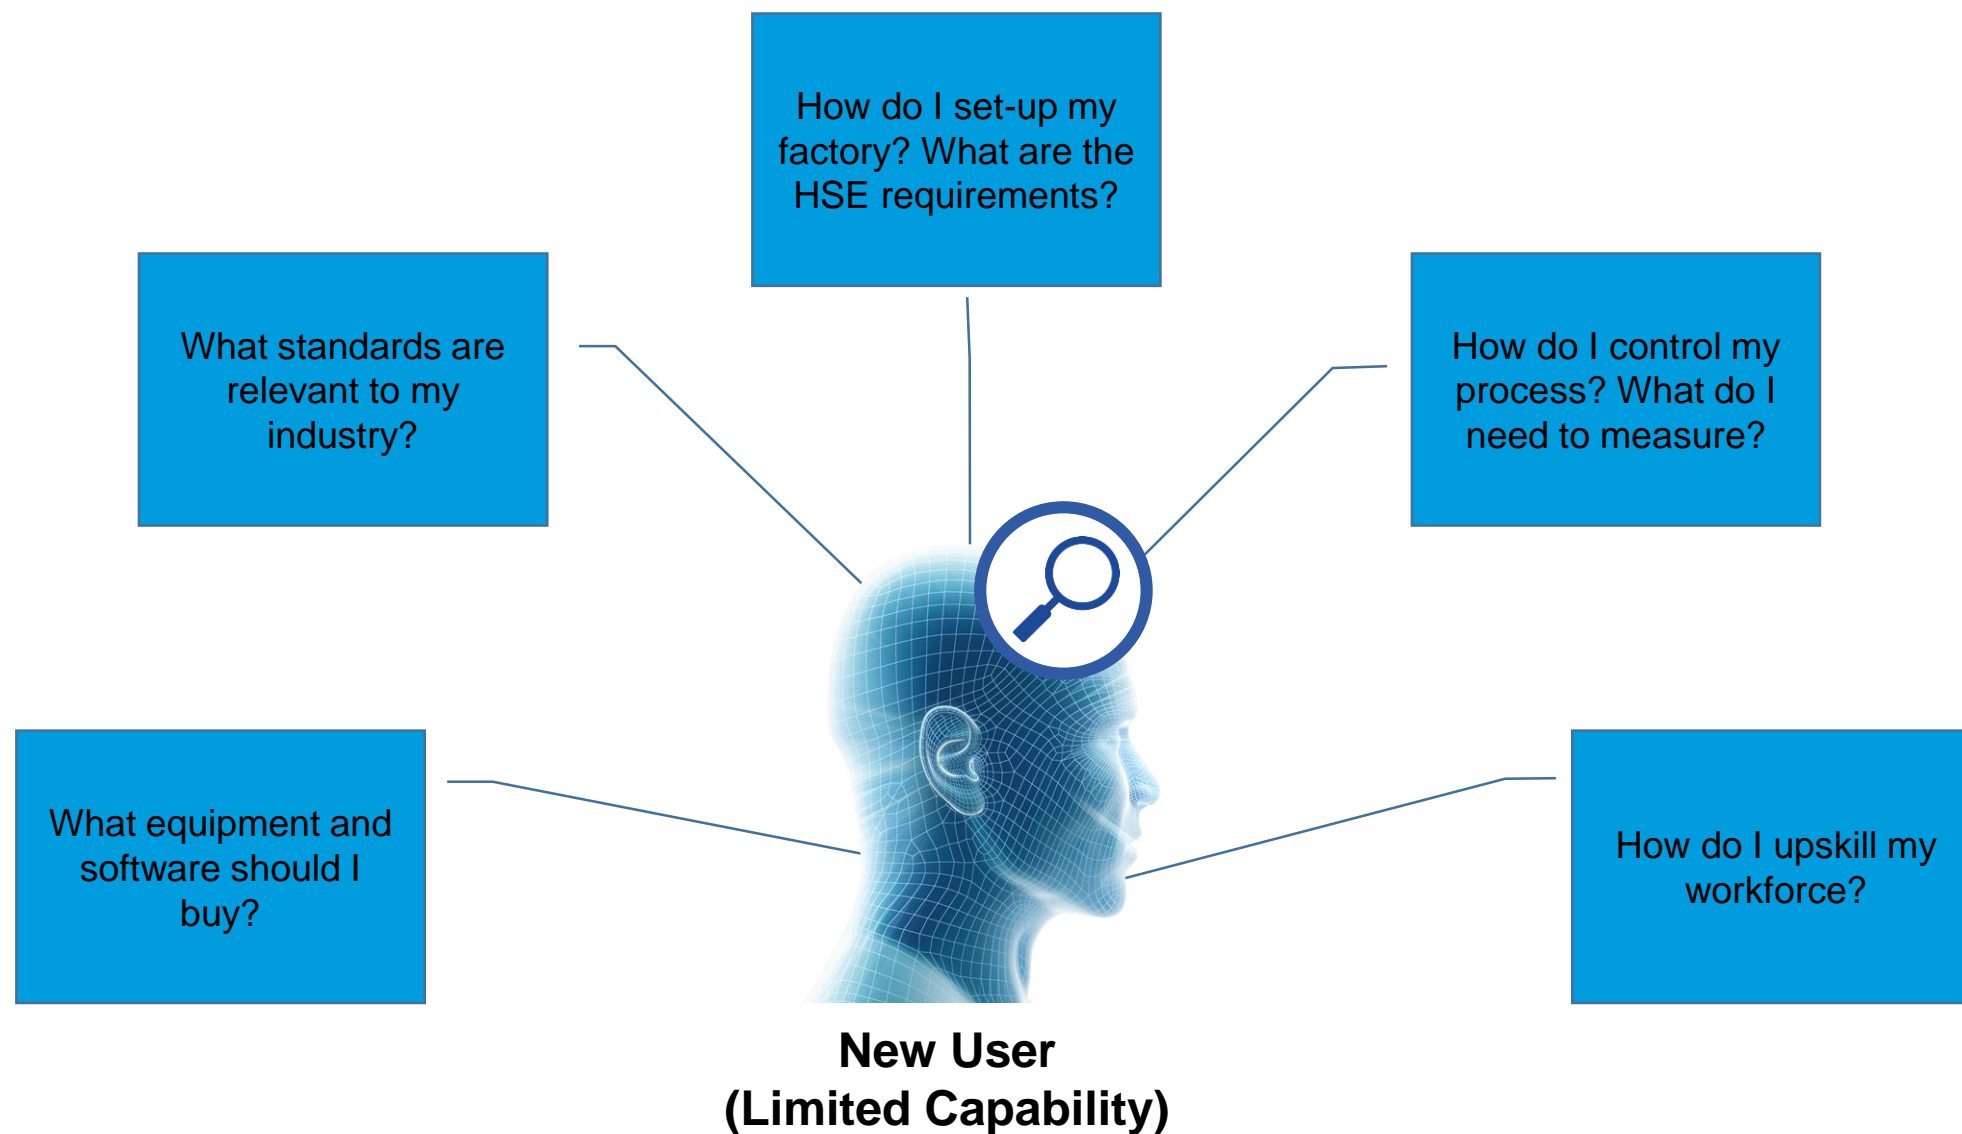 How do I set-up my
factory? What are the
HSE requirements?
What standards are
relevant to my
industry?
How do I control my
process? What do I
need to measure?
What equipment and
software should I
buy?
How do I upskill my
workforce?
New User
(Limited Capability)